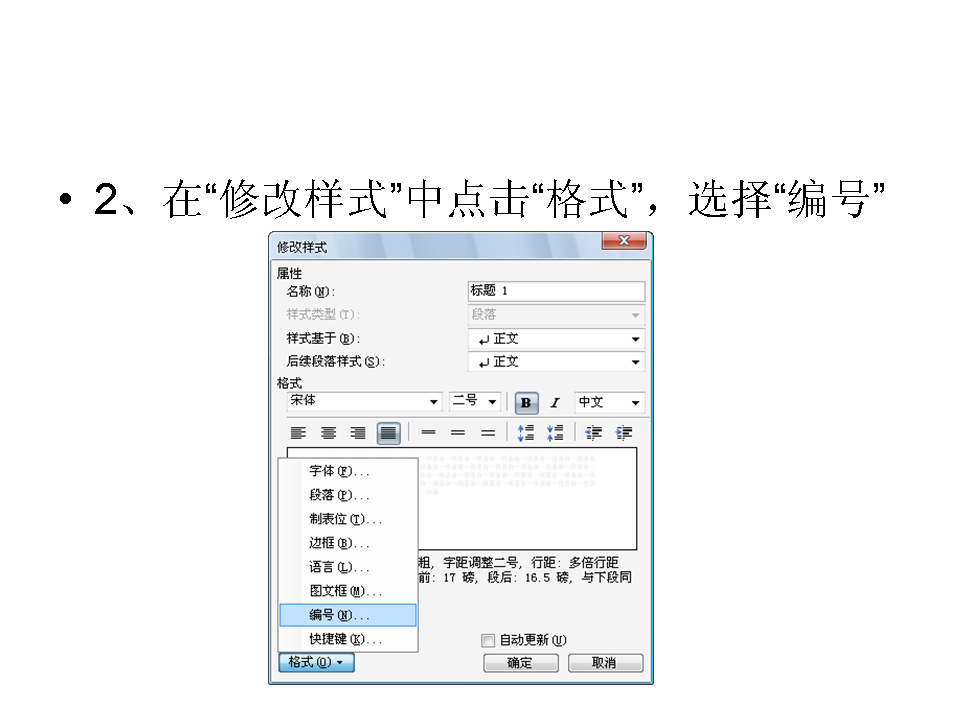 • 2、在“修改样式”中点击“格式”，选择“编号”
修改样式
属性
名称(N): 标题 1
样式类型(T): 段落
样式基于(B): ↵ 正文
后续段落样式(S): ↵ 正文
格式
宋体 二号 B I 中文
字体(F)...
段落(P)...
制表位(T)...
边框(B)...
粗, 字距调整二号, 行距: 多倍行距
语言(L)...
前: 17 磅, 段后: 16.5 磅, 与下段同
图文框(M)...
编号(N)...
快捷键(K)...
自动更新(U)
格式(O) 确定 取消